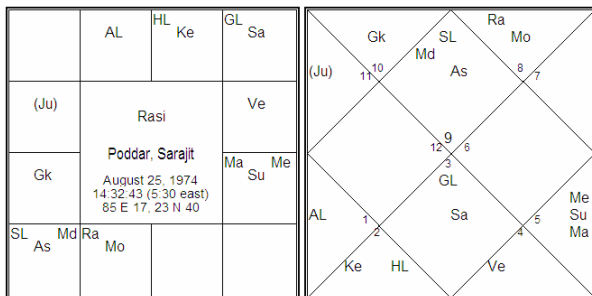 AL HL Ke GL Sa
(Ju) Ve
Rasi
Poddar, Sarajit
August 25, 1974
14:32:43 (5:30 east)
85 E 17, 23 N 40
Gk Ma Me
Su
SL Md Ra
As Mo
Ra
Gk SL Mo
Md
(Ju) As
11 10 8 7
9
12 6
3
GL
AL 1 Sa 5 Me
Su
2 4 Ma
Ke HL Ve